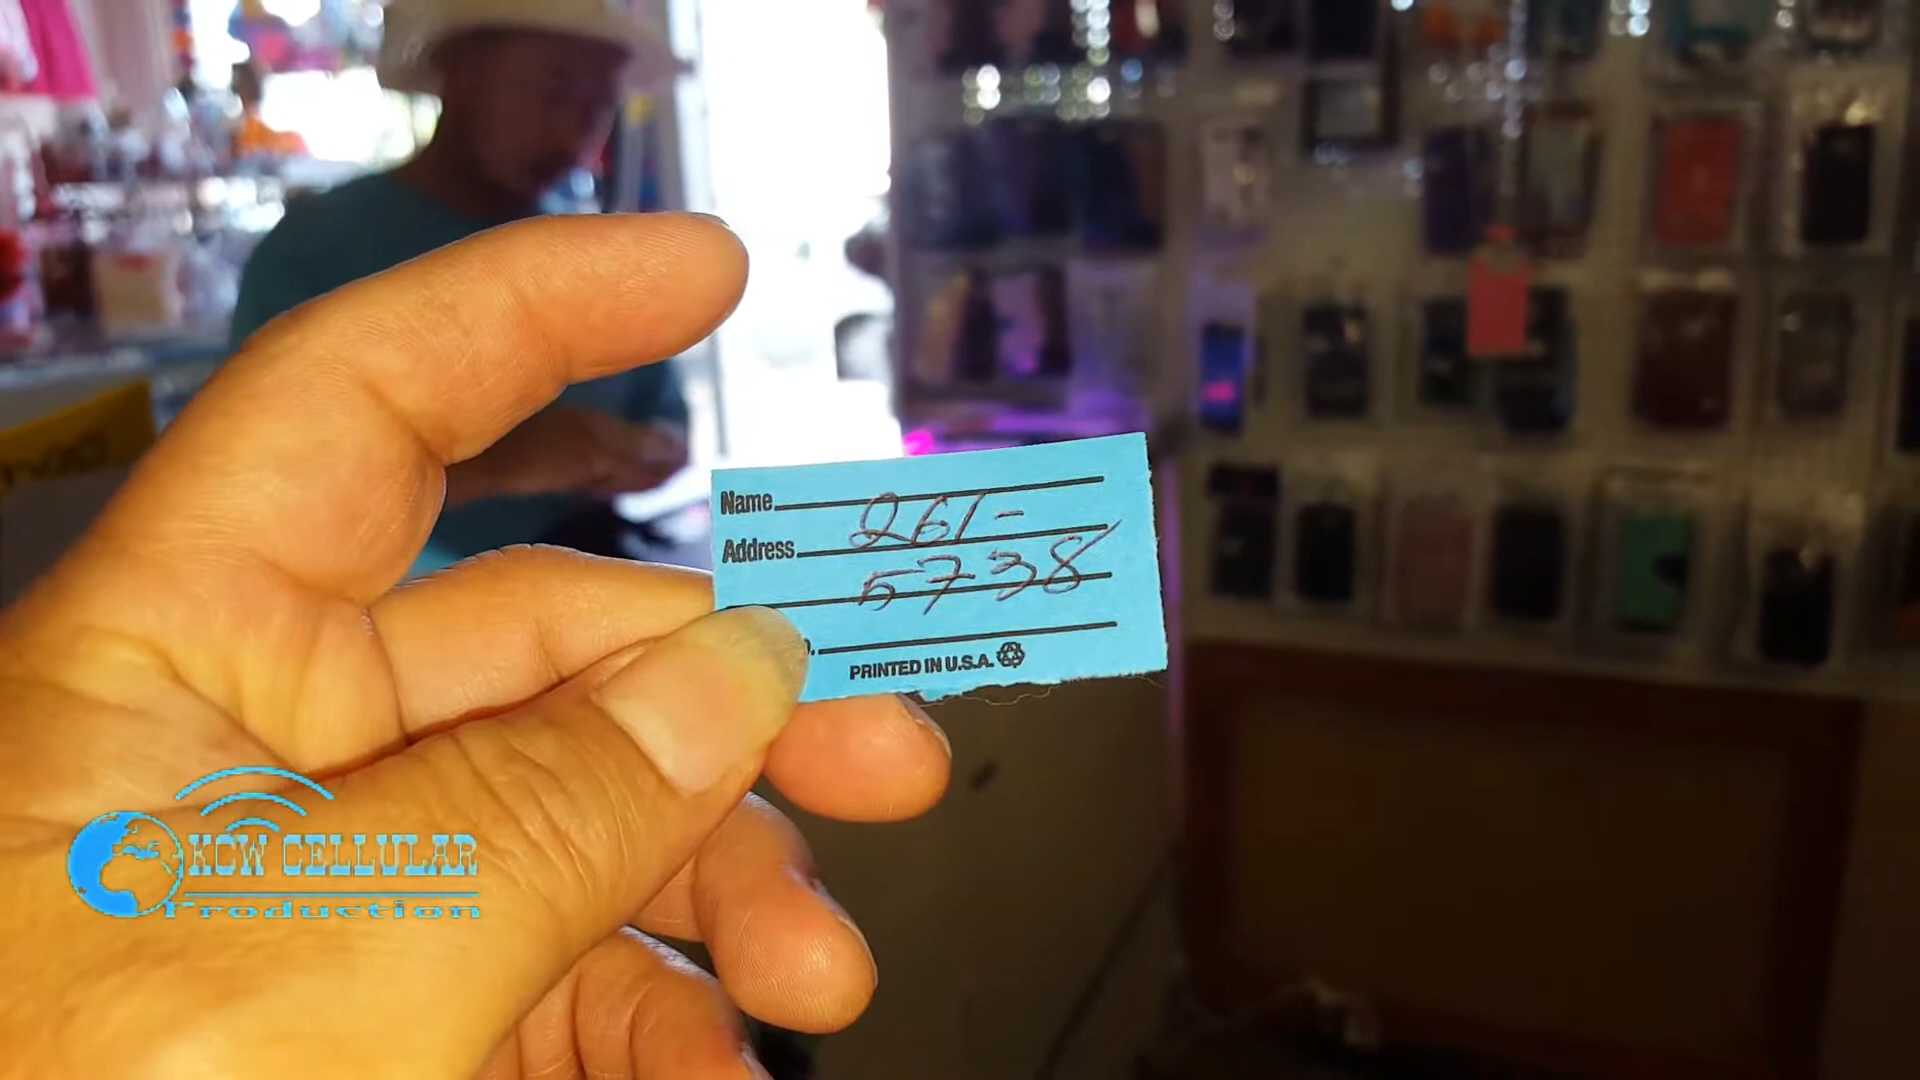 Name
261-
Address
5738
PRINTED IN U.S.A.
KCW CELLULAR
Production